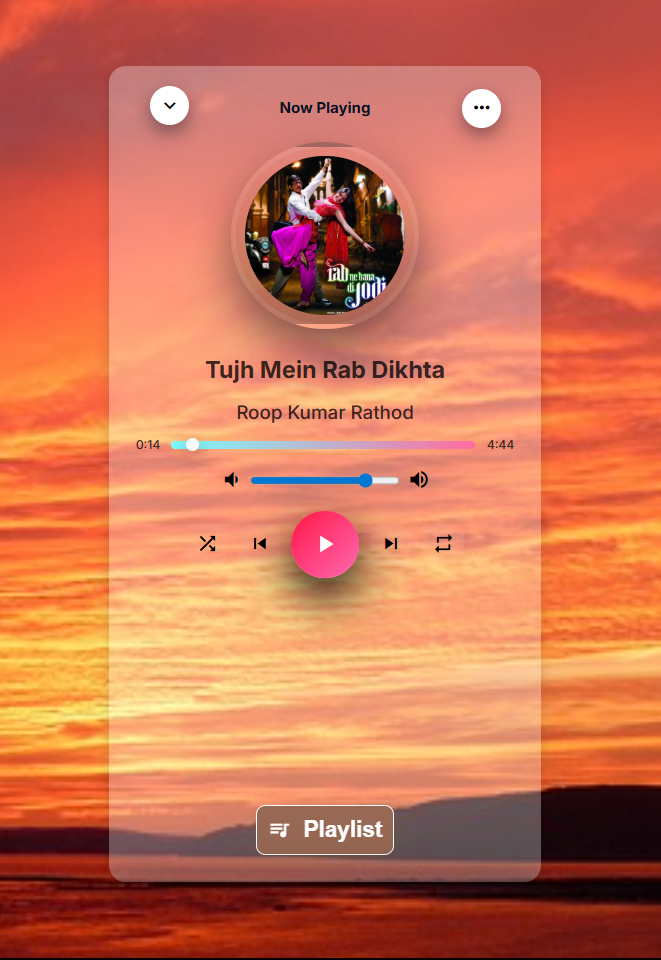 Now Playing
rab ne bana
di Jodi
Tujh Mein Rab Dikhta
Roop Kumar Rathod
0:14 4:44
Playlist